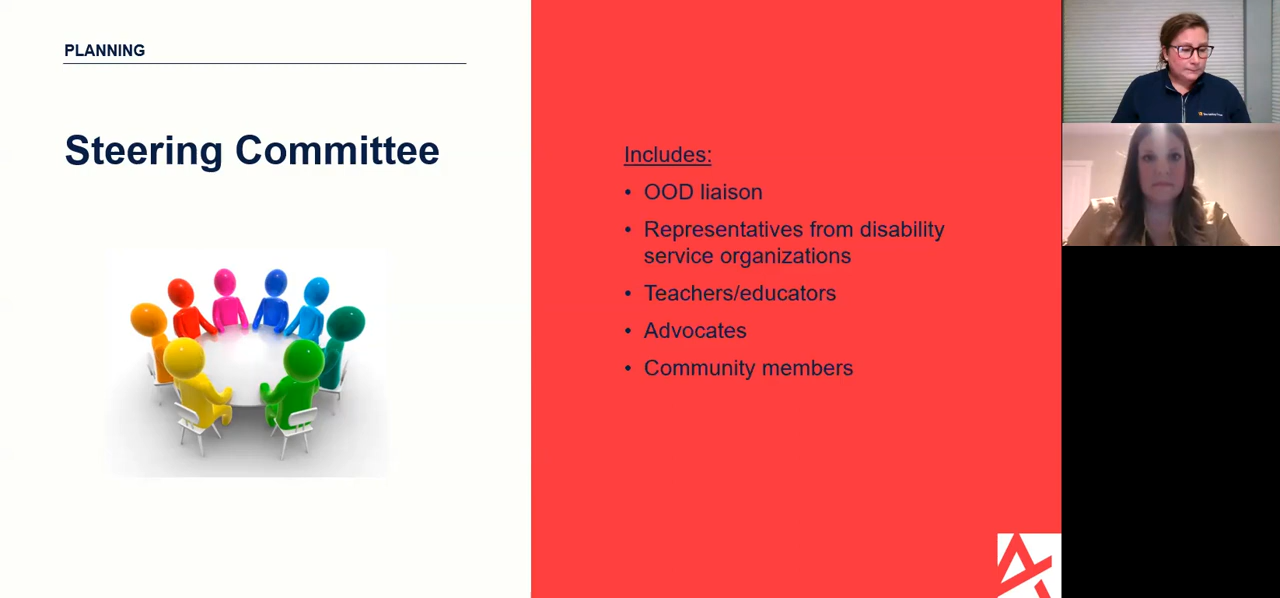 PLANNING
Steering Committee
Includes:
• OOD liaison
• Representatives from disability
service organizations
• Teachers/educators
• Advocates
• Community members